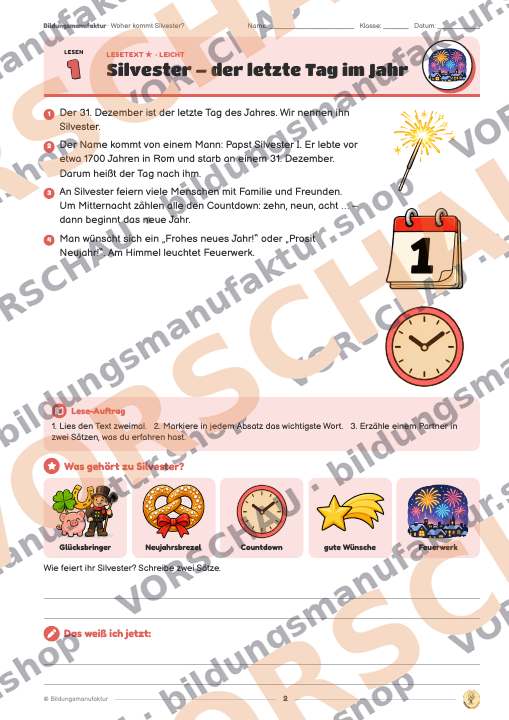 Bildungsmanufaktur · Woher kommt Silvester?
Name: Klasse: Datum:
LESEN
1
LESETEXT ★ · LEICHT
Silvester – der letzte Tag im Jahr
1 Der 31. Dezember ist der letzte Tag des Jahres. Wir nennen ihn
Silvester.
2 Der Name kommt von einem Mann: Papst Silvester I. Er lebte vor
etwa 1700 Jahren in Rom und starb an einem 31. Dezember.
Darum heißt der Tag nach ihm.
3 An Silvester feiern viele Menschen mit Familie und Freunden.
Um Mitternacht zählen alle den Countdown: zehn, neun, acht … –
dann beginnt das neue Jahr.
4 Man wünscht sich ein „Frohes neues Jahr!“ oder „Prosit
Neujahr!“. Am Himmel leuchtet Feuerwerk.
1
Lese-Auftrag
1. Lies den Text zweimal. 2. Markiere in jedem Absatz das wichtigste Wort. 3. Erzähle einem Partner in
zwei Sätzen, was du erfahren hast.
Was gehört zu Silvester?
Glücksbringer
Neujahrsbrezel
Countdown
gute Wünsche
Feuerwerk
Wie feiert ihr Silvester? Schreibe zwei Sätze.
Das weiß ich jetzt:
© Bildungsmanufaktur
2
VORSCHAU · bildungsmanufaktur.shop
VORSCHAU